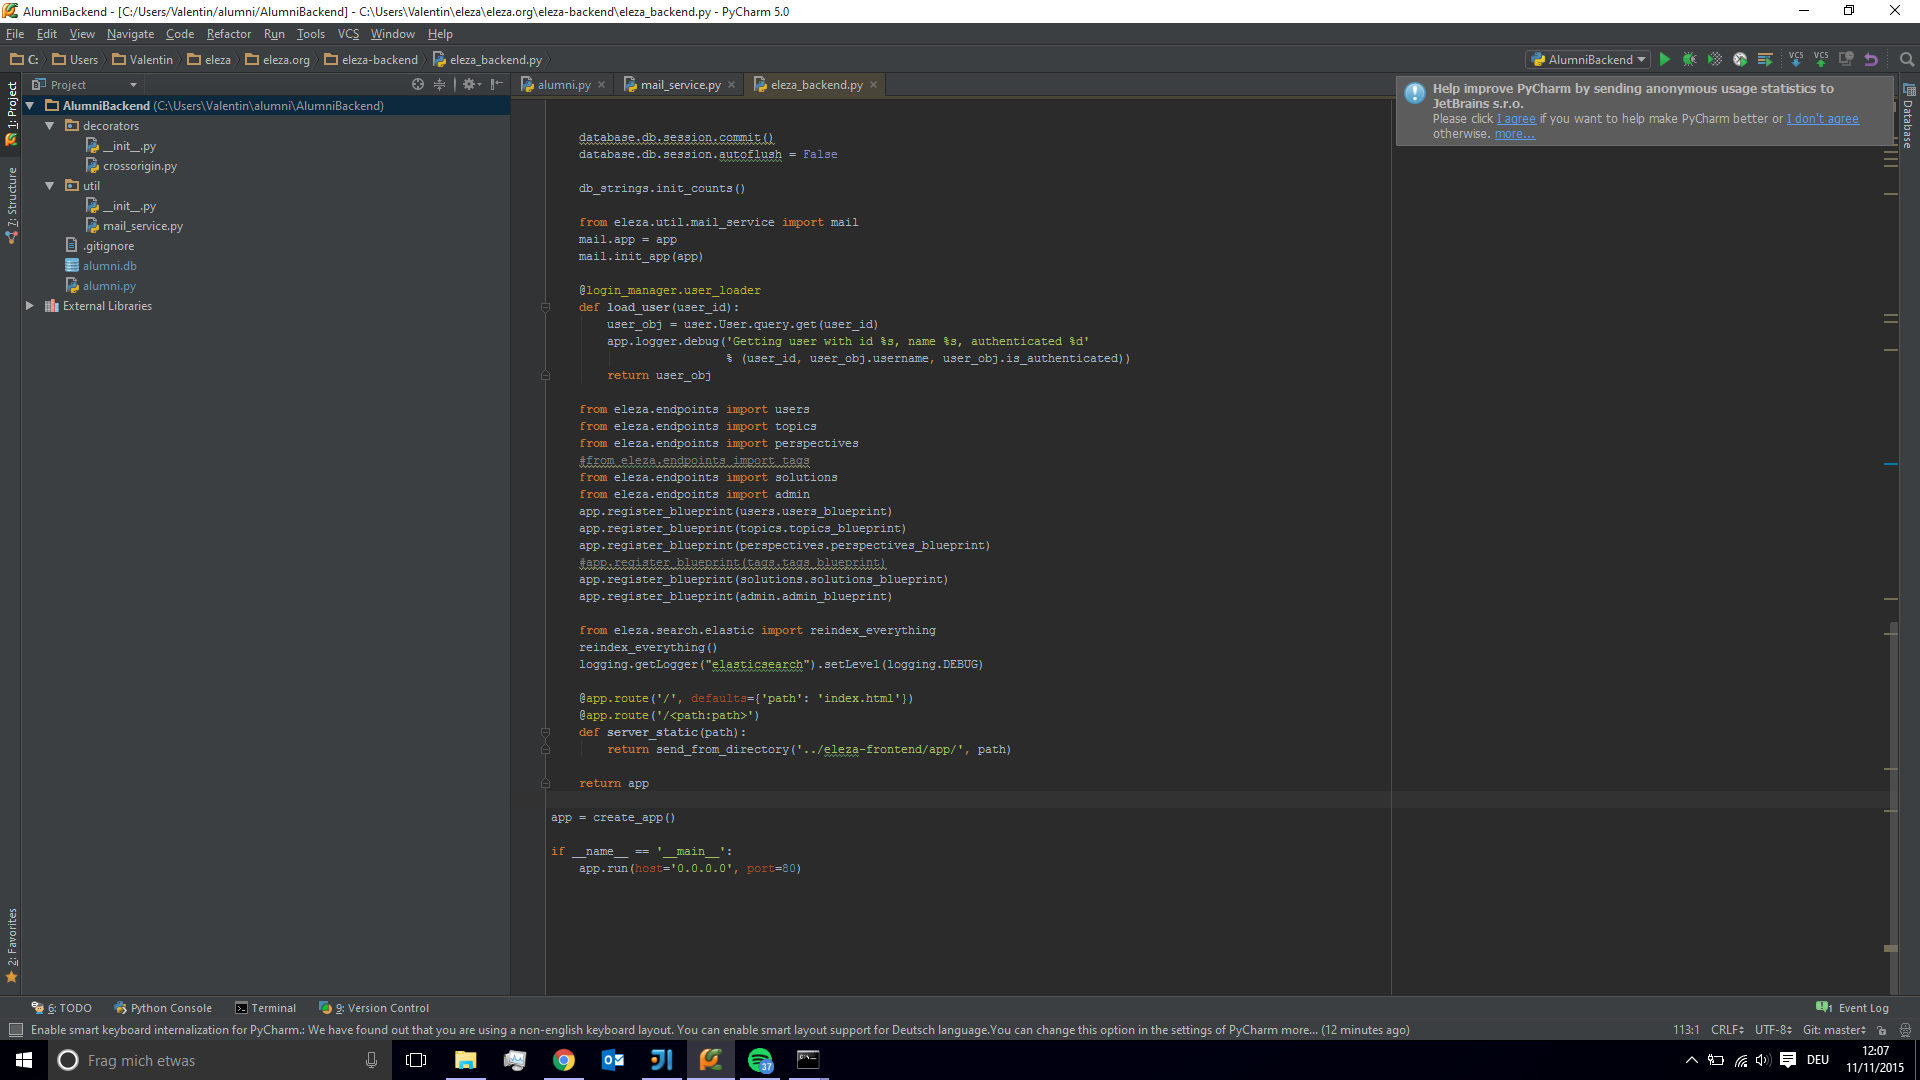 AlumniBackend - [C:/Users/Valentin/alumni/AlumniBackend] - C:\Users\Valentin\eleza\eleza.org\eleza-backend\eleza_backend.py - PyCharm 5.0
File Edit View Navigate Code Refactor Run Tools VCS Window Help
C: Users Valentin eleza eleza.org eleza-backend eleza_backend.py AlumniBackend VCS VCS
Project alumni.py mail_service.py eleza_backend.py
1: Project
7: Structure
2: Favorites
Database
AlumniBackend (C:\Users\Valentin\alumni\AlumniBackend)
decorators
__init__.py
crossorigin.py
util
__init__.py
mail_service.py
.gitignore
alumni.db
alumni.py
External Libraries
Help improve PyCharm by sending anonymous usage statistics to
JetBrains s.r.o.
Please click I agree if you want to help make PyCharm better or I don't agree
otherwise. more...
database.db.session.commit()
database.db.session.autoflush = False
db_strings.init_counts()
from eleza.util.mail_service import mail
mail.app = app
mail.init_app(app)
@login_manager.user_loader
def load_user(user_id):
user_obj = user.User.query.get(user_id)
app.logger.debug('Getting user with id %s, name %s, authenticated %d'
% (user_id, user_obj.username, user_obj.is_authenticated))
return user_obj
from eleza.endpoints import users
from eleza.endpoints import topics
from eleza.endpoints import perspectives
#from eleza.endpoints import tags
from eleza.endpoints import solutions
from eleza.endpoints import admin
app.register_blueprint(users.users_blueprint)
app.register_blueprint(topics.topics_blueprint)
app.register_blueprint(perspectives.perspectives_blueprint)
#app.register_blueprint(tags.tags_blueprint)
app.register_blueprint(solutions.solutions_blueprint)
app.register_blueprint(admin.admin_blueprint)
from eleza.search.elastic import reindex_everything
reindex_everything()
logging.getLogger("elasticsearch").setLevel(logging.DEBUG)
@app.route('/', defaults={'path': 'index.html'})
@app.route('/<path:path>')
def server_static(path):
return send_from_directory('../eleza-frontend/app/', path)
return app
app = create_app()
if __name__ == '__main__':
app.run(host='0.0.0.0', port=80)
6: TODO Python Console Terminal 9: Version Control 1 Event Log
Enable smart keyboard internalization for PyCharm.: We have found out that you are using a non-english keyboard layout. You can enable smart layout support for Deutsch language.You can change this option in the settings of PyCharm more... (12 minutes ago) 113:1 CRLF UTF-8 Git: master
Frag mich etwas 37 DEU 12:07
11/11/2015